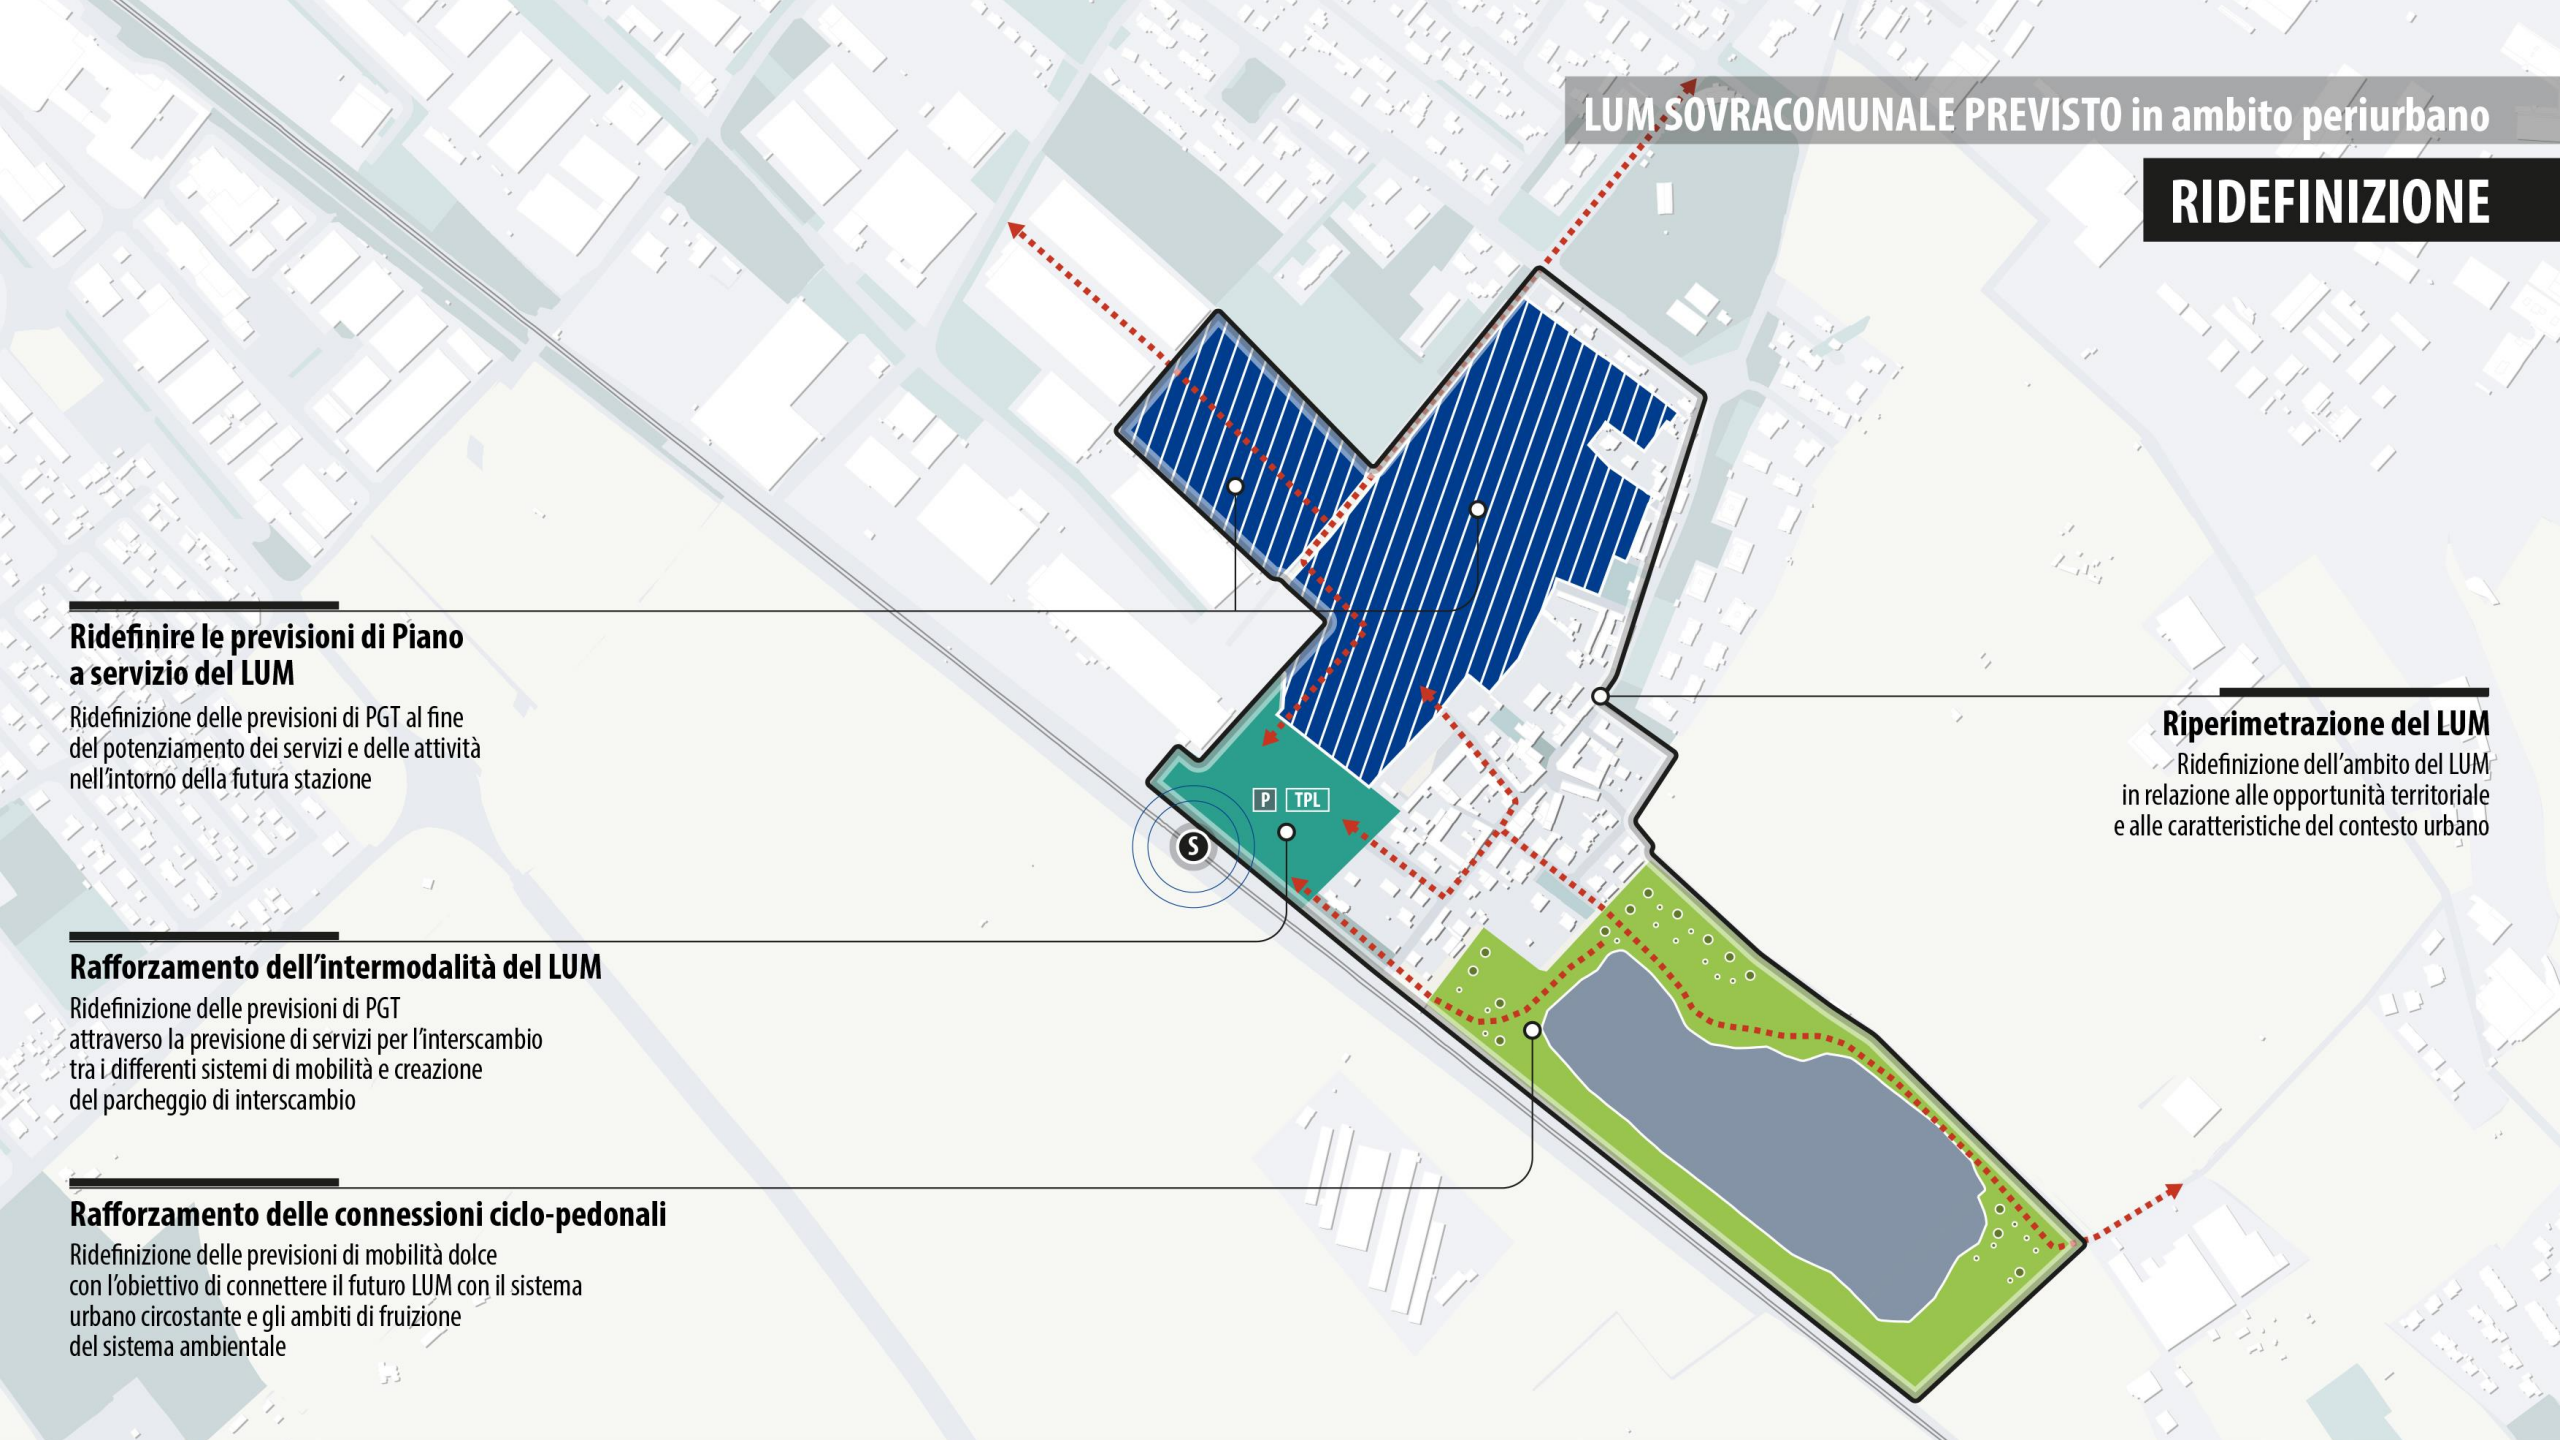 LUM SOVRACOMUNALE PREVISTO in ambito periurbano
RIDEFINIZIONE
Ridefinire le previsioni di Piano
a servizio del LUM
Ridefinizione delle previsioni di PGT al fine
del potenziamento dei servizi e delle attività
nell'intorno della futura stazione
Riperimetrazione del LUM
Ridefinizione dell'ambito del LUM
in relazione alle opportunità territoriale
e alle caratteristiche del contesto urbano
P TPL
S
Rafforzamento dell'intermodalità del LUM
Ridefinizione delle previsioni di PGT
attraverso la previsione di servizi per l'interscambio
tra i differenti sistemi di mobilità e creazione
del parcheggio di interscambio
Rafforzamento delle connessioni ciclo-pedonali
Ridefinizione delle previsioni di mobilità dolce
con l'obiettivo di connettere il futuro LUM con il sistema
urbano circostante e gli ambiti di fruizione
del sistema ambientale